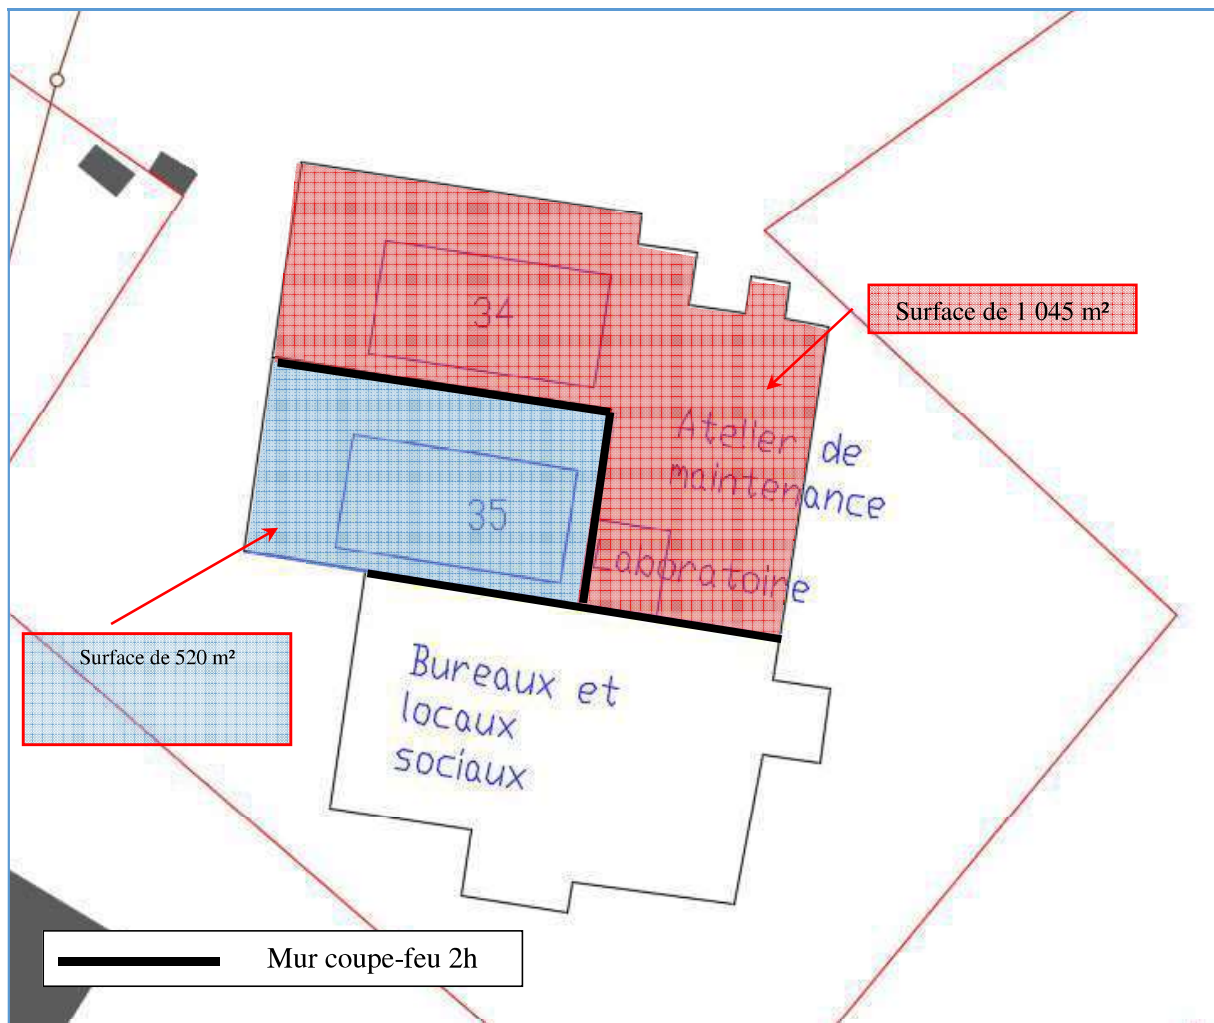 34
Surface de 1 045 m²
Atelier de
maintenance
35
Laboratoire
Surface de 520 m²
Bureaux et
locaux
sociaux
Mur coupe-feu 2h